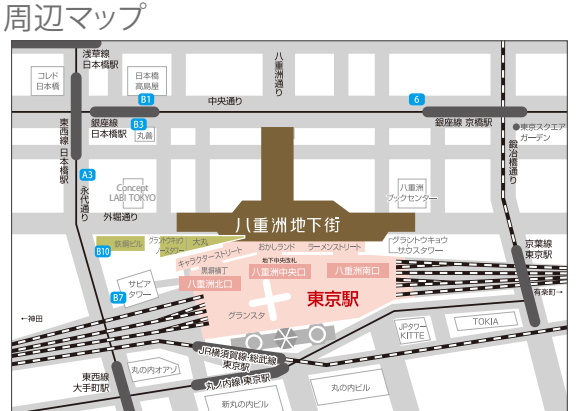 周辺マップ
浅草線
日本橋駅
コレド
日本橋
日本橋
高島屋
八重洲通り
B1
中央通り
6
銀座線
日本橋駅
B3
丸善
銀座線 京橋駅
東京スクエア
ガーデン
東西線 日本橋駅
鍛冶橋通り
A3
永代通り
Concept
LABI TOKYO
八重洲
ブックセンター
外堀通り
八重洲地下街
鉄鋼ビル
グラントウキョウ
ノースタワー
大丸
おかしランド
ラーメンストリート
グラントウキョウ
サウスタワー
京葉線
東京駅
B10
キャラクターストリート
地下中央改札
黒塀横丁
八重洲中央口
八重洲南口
八重洲北口
サピア
タワー
B7
東京駅
有楽町→
←神田
グランスタ
JPタワー
KITTE
TOKIA
JR横須賀線・総武線
東京駅
東西線
大手町駅
丸の内オアゾ
丸ノ内線・東京駅
丸の内ビル
新丸の内ビル